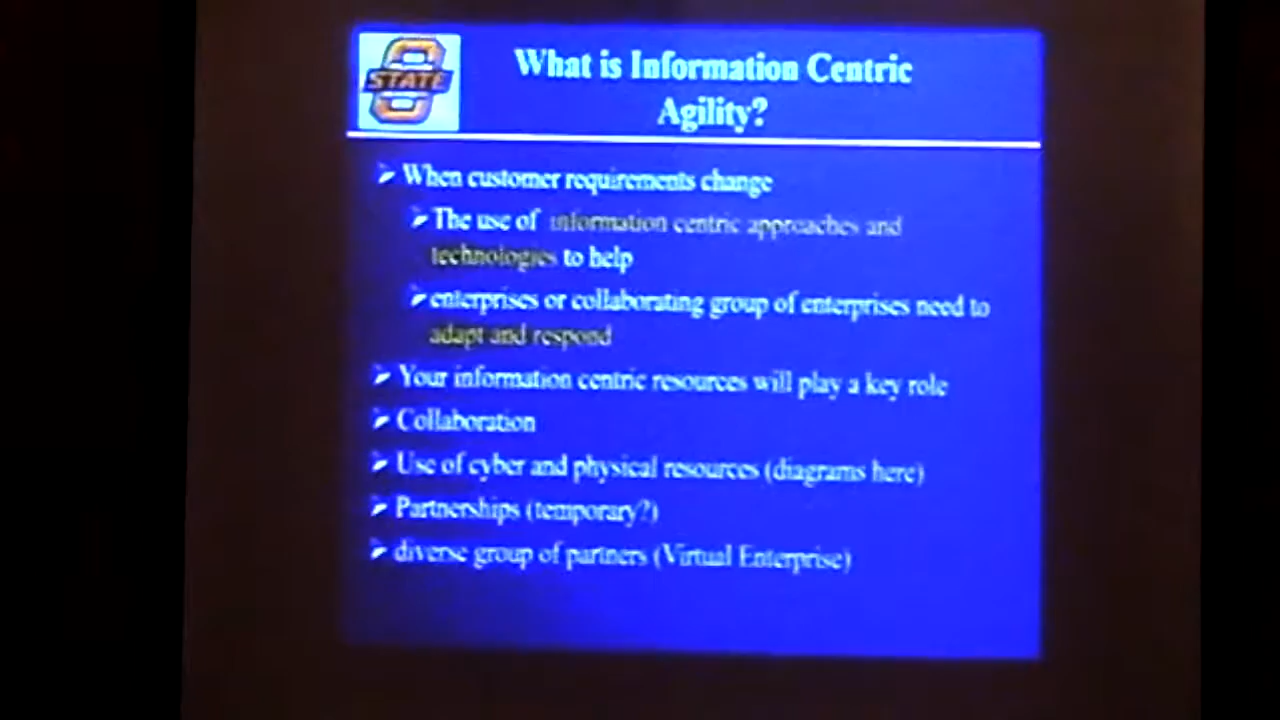 STATE
What is Information Centric
Agility?
When customer requirements change
The use of information centric approaches and
technologies to help
enterprises or collaborating group of enterprises need to
adapt and respond
Your information centric resources will play a key role
Collaboration
Use of cyber and physical resources (diagrams here)
Partnerships (temporary?)
diverse group of partners (Virtual Enterprise)